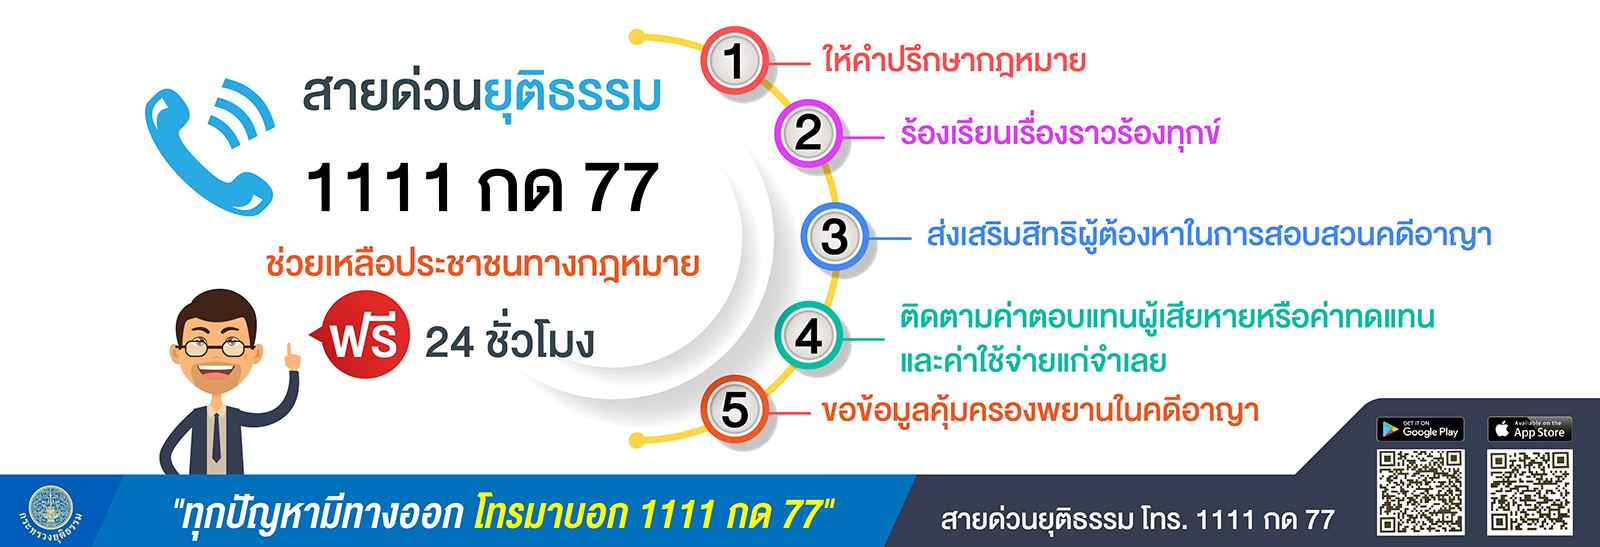 สายด่วนยุติธรรม
1111 กด 77
ช่วยเหลือประชาชนทางกฎหมาย
ฟรี 24 ชั่วโมง
1 ให้คำปรึกษากฎหมาย
2 ร้องเรียนเรื่องราวร้องทุกข์
3 ส่งเสริมสิทธิผู้ต้องหาในการสอบสวนคดีอาญา
4 ติดตามค่าตอบแทนผู้เสียหายหรือค่าทดแทน
และค่าใช้จ่ายแก่จำเลย
5 ขอข้อมูลคุ้มครองพยานในคดีอาญา
GET IT ON
Google Play
Available on the
App Store
กระทรวงยุติธรรม
"ทุกปัญหามีทางออก โทรมาบอก 1111 กด 77"
สายด่วนยุติธรรม โทร. 1111 กด 77